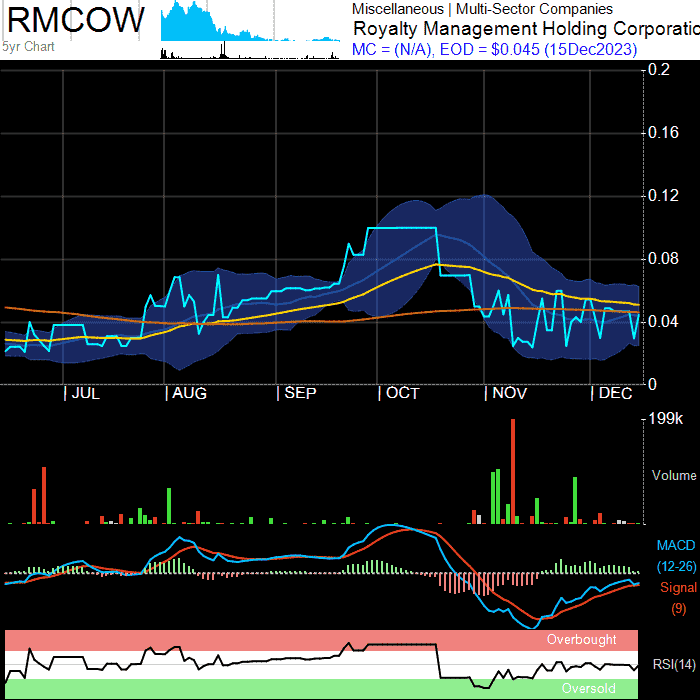 RMCOW
5yr Chart
Miscellaneous | Multi-Sector Companies
Royalty Management Holding Corporatio
MC = (N/A), EOD = $0.045 (15Dec2023)
0.2
0.16
0.12
0.08
0.04
0
| JUL | AUG | SEP | OCT | NOV | DEC
199k
Volume
MACD
(12-26)
Signal
(9)
Overbought
RSI(14)
Oversold